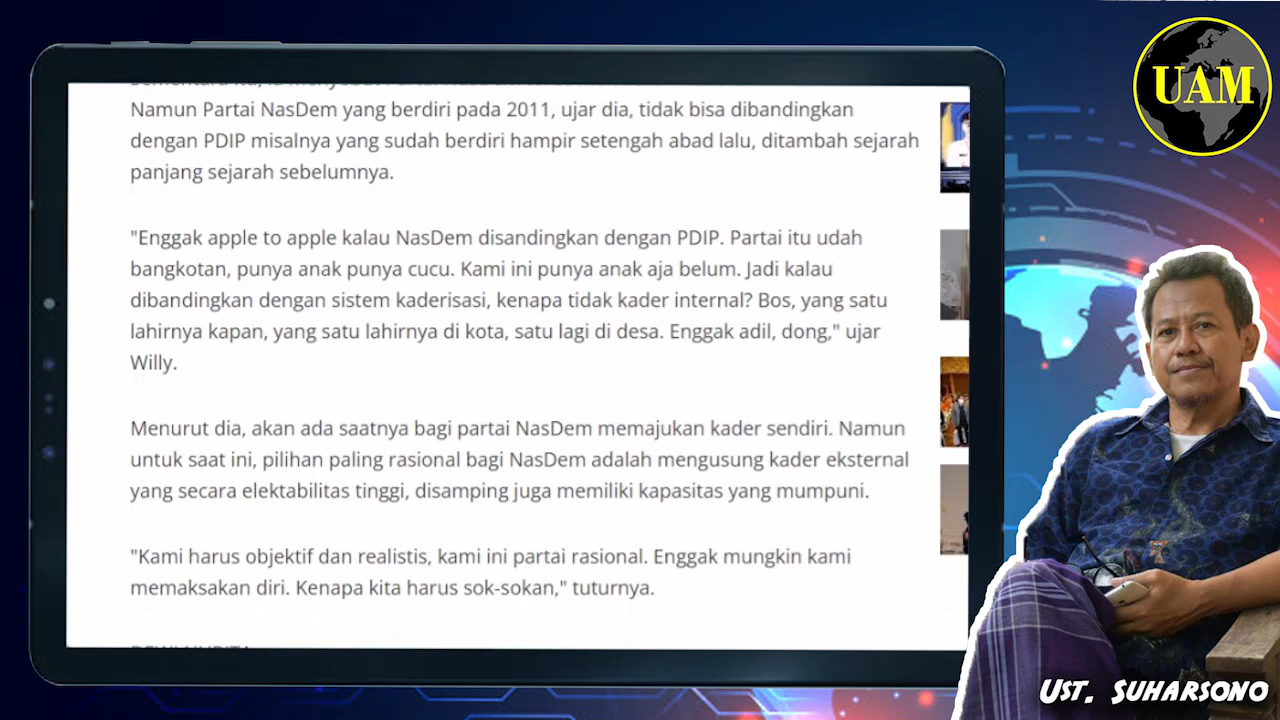 Namun Partai NasDem yang berdiri pada 2011, ujar dia, tidak bisa dibandingkan
dengan PDIP misalnya yang sudah berdiri hampir setengah abad lalu, ditambah sejarah
panjang sejarah sebelumnya.
"Enggak apple to apple kalau NasDem disandingkan dengan PDIP. Partai itu udah
bangkotan, punya anak punya cucu. Kami ini punya anak aja belum. Jadi kalau
dibandingkan dengan sistem kaderisasi, kenapa tidak kader internal? Bos, yang satu
lahirnya kapan, yang satu lahirnya di kota, satu lagi di desa. Enggak adil, dong," ujar
Willy.
Menurut dia, akan ada saatnya bagi partai NasDem memajukan kader sendiri. Namun
untuk saat ini, pilihan paling rasional bagi NasDem adalah mengusung kader eksternal
yang secara elektabilitas tinggi, disamping juga memiliki kapasitas yang mumpuni.
"Kami harus objektif dan realistis, kami ini partai rasional. Enggak mungkin kami
memaksakan diri. Kenapa kita harus sok-sokan," tuturnya.
UAM
UST. SUHARSONO